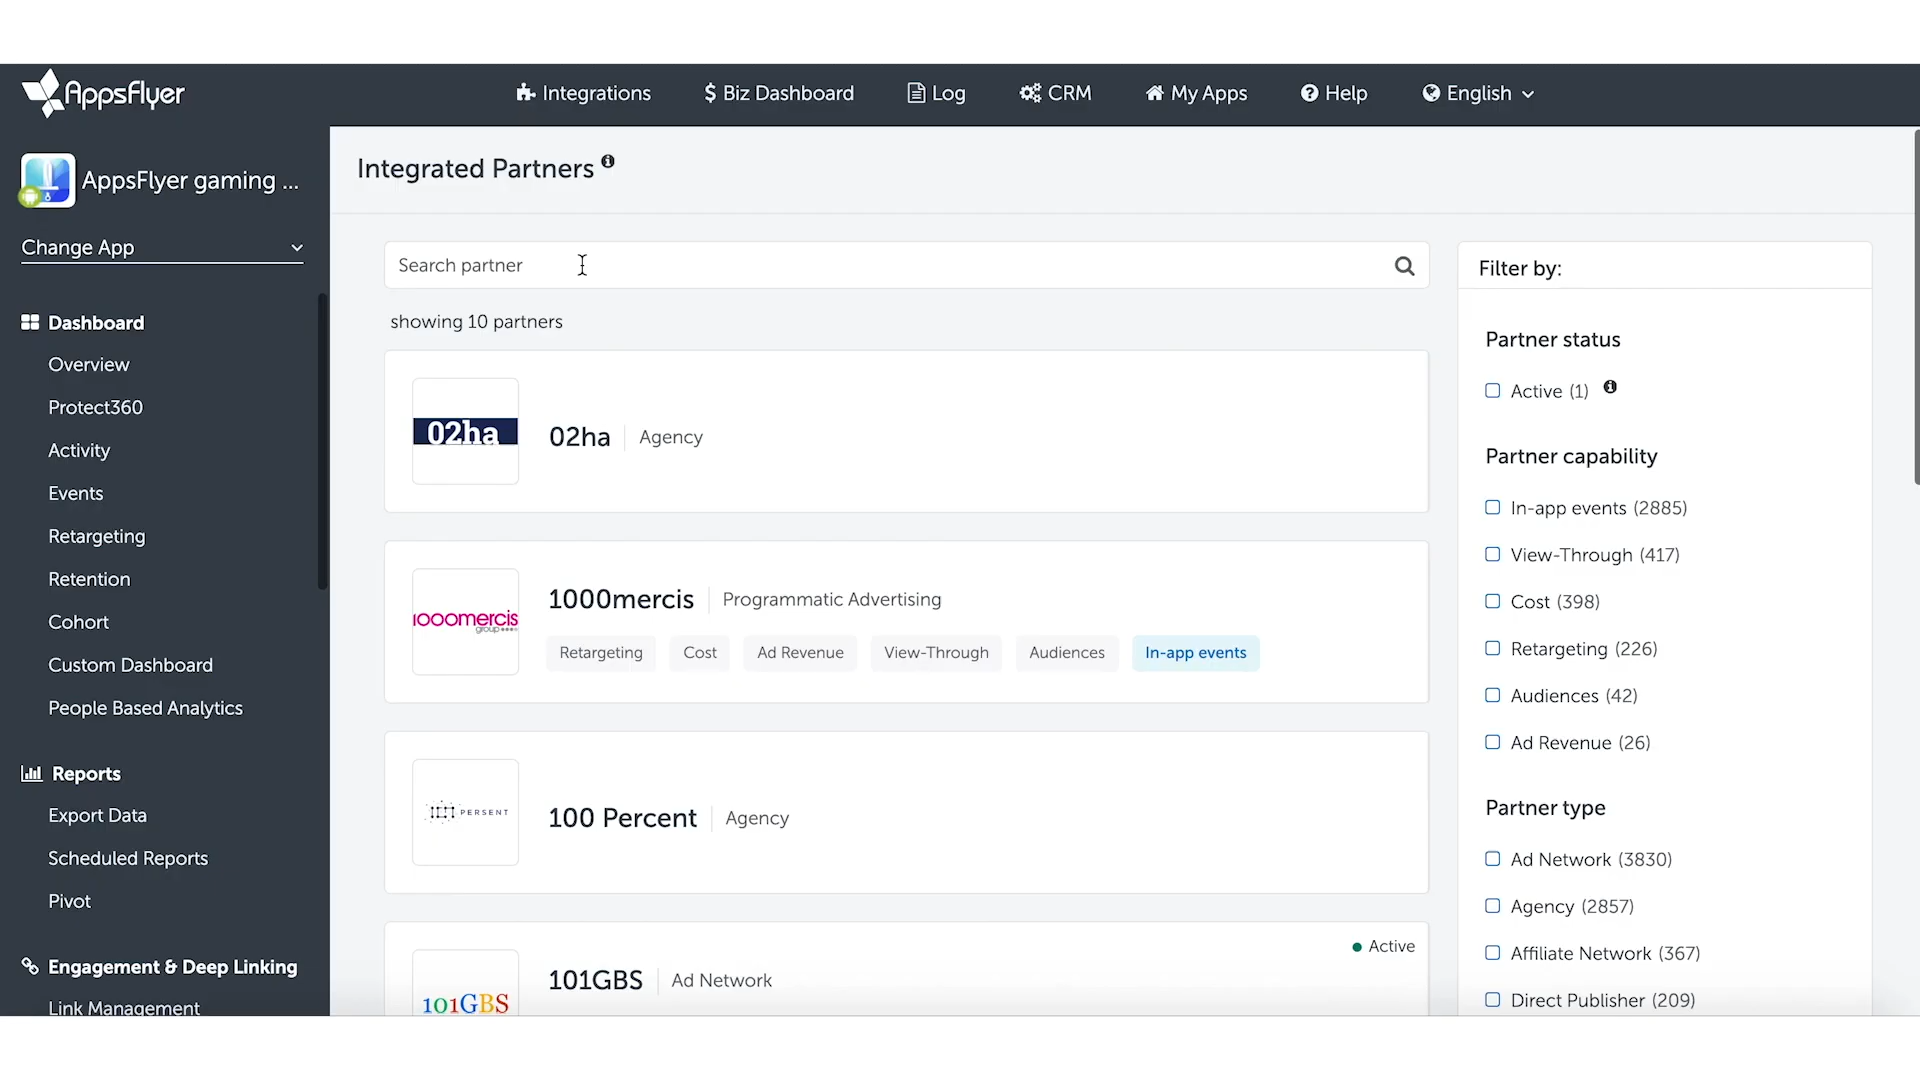 AppsFlyer
Integrations
Biz Dashboard
Log
CRM
My Apps
Help
English
AppsFlyer gaming ...
Change App
Dashboard
Overview
Protect360
Activity
Events
Retargeting
Retention
Cohort
Custom Dashboard
People Based Analytics
Reports
Export Data
Scheduled Reports
Pivot
Engagement & Deep Linking
Link Management
Integrated Partners
Search partner
showing 10 partners
02ha
02ha
Agency
1000mercis
group
1000mercis
Programmatic Advertising
Retargeting
Cost
Ad Revenue
View-Through
Audiences
In-app events
PERSENT
100 Percent
Agency
Active
101GBS
101GBS
Ad Network
Filter by:
Partner status
Active (1)
Partner capability
In-app events (2885)
View-Through (417)
Cost (398)
Retargeting (226)
Audiences (42)
Ad Revenue (26)
Partner type
Ad Network (3830)
Agency (2857)
Affiliate Network (367)
Direct Publisher (209)